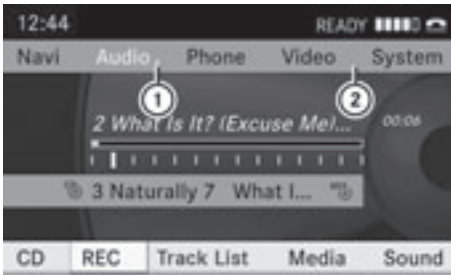 12:44 READY
Navi Audio Phone Video System
1 2
2 What Is It? (Excuse Me)... 00:06
3 Naturally 7 What I...
CD REC Track List Media Sound